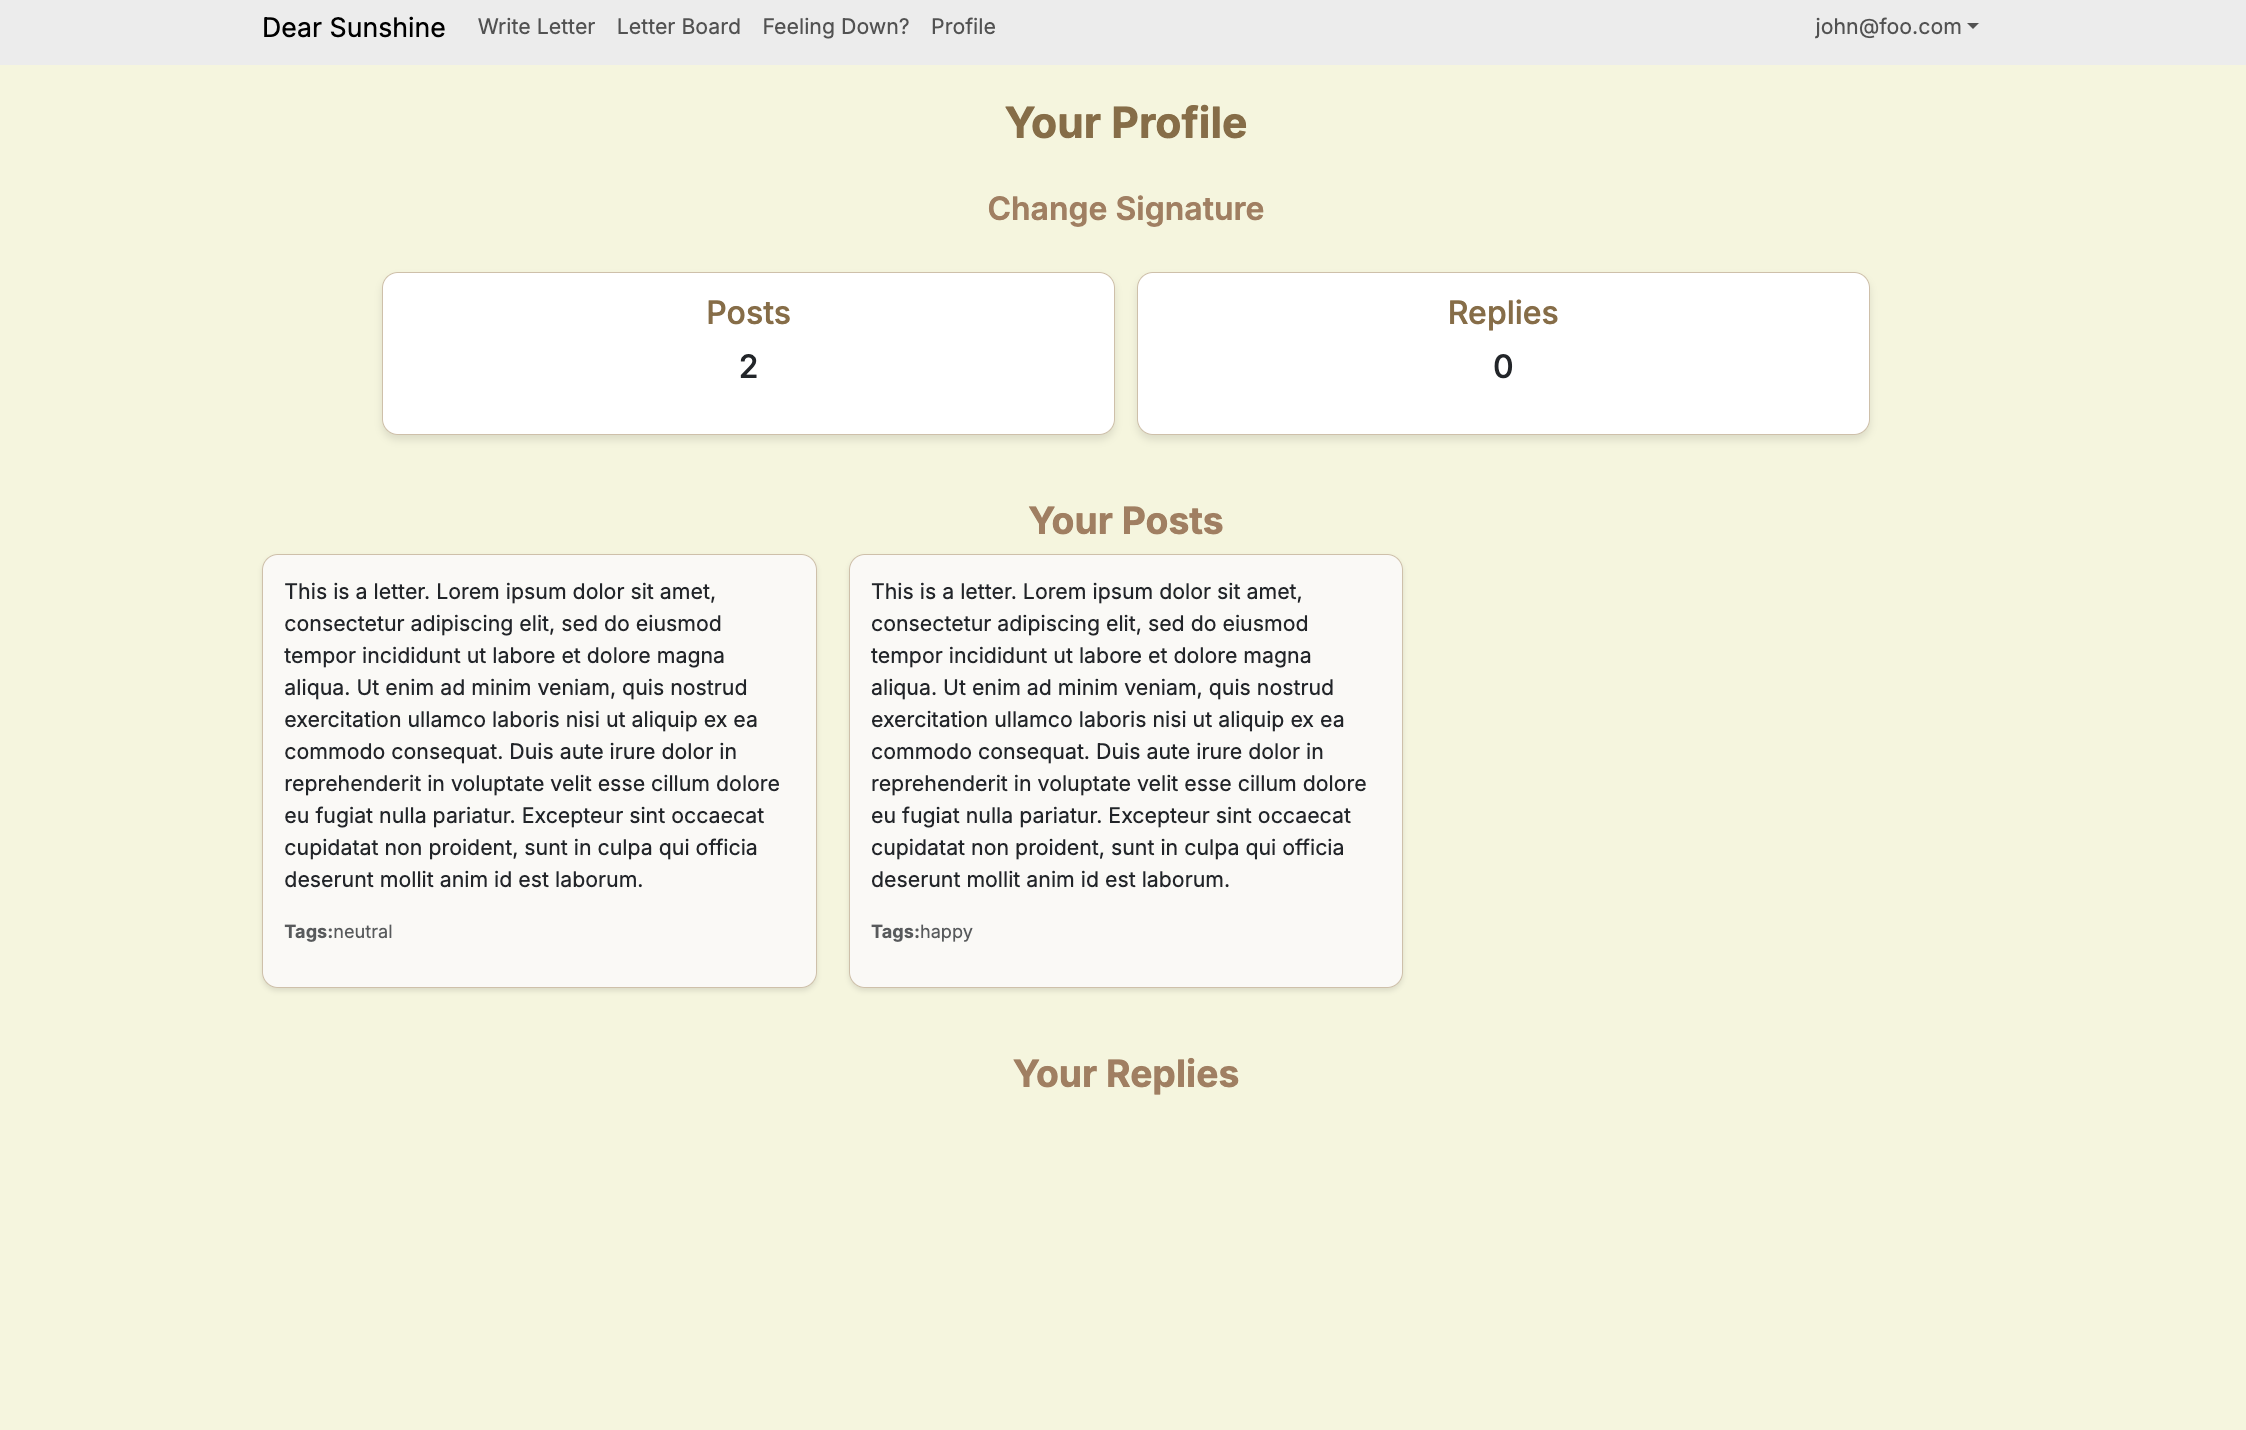 Dear Sunshine Write Letter Letter Board Feeling Down? Profile john@foo.com
Your Profile
Change Signature
Posts
2
Replies
0
Your Posts
This is a letter. Lorem ipsum dolor sit amet,
consectetur adipiscing elit, sed do eiusmod
tempor incididunt ut labore et dolore magna
aliqua. Ut enim ad minim veniam, quis nostrud
exercitation ullamco laboris nisi ut aliquip ex ea
commodo consequat. Duis aute irure dolor in
reprehenderit in voluptate velit esse cillum dolore
eu fugiat nulla pariatur. Excepteur sint occaecat
cupidatat non proident, sunt in culpa qui officia
deserunt mollit anim id est laborum.
Tags:neutral
This is a letter. Lorem ipsum dolor sit amet,
consectetur adipiscing elit, sed do eiusmod
tempor incididunt ut labore et dolore magna
aliqua. Ut enim ad minim veniam, quis nostrud
exercitation ullamco laboris nisi ut aliquip ex ea
commodo consequat. Duis aute irure dolor in
reprehenderit in voluptate velit esse cillum dolore
eu fugiat nulla pariatur. Excepteur sint occaecat
cupidatat non proident, sunt in culpa qui officia
deserunt mollit anim id est laborum.
Tags:happy
Your Replies